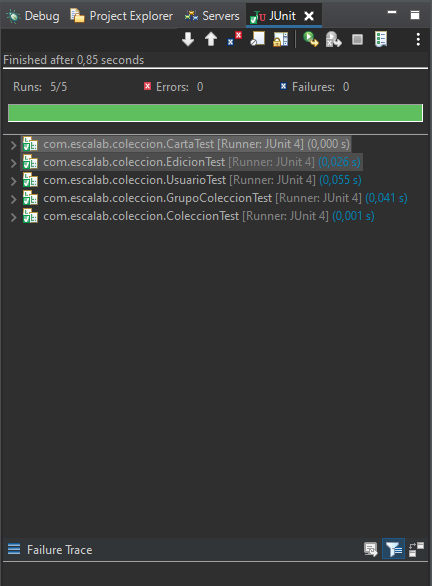 Debug Project Explorer Servers JUnit
Finished after 0,85 seconds
Runs: 5/5 Errors: 0 Failures: 0
com.escalab.coleccion.CartaTest [Runner: JUnit 4] (0,000 s)
com.escalab.coleccion.EdicionTest [Runner: JUnit 4] (0,026 s)
com.escalab.coleccion.UsuarioTest [Runner: JUnit 4] (0,055 s)
com.escalab.coleccion.GrupoColeccionTest [Runner: JUnit 4] (0,041 s)
com.escalab.coleccion.ColeccionTest [Runner: JUnit 4] (0,001 s)
Failure Trace